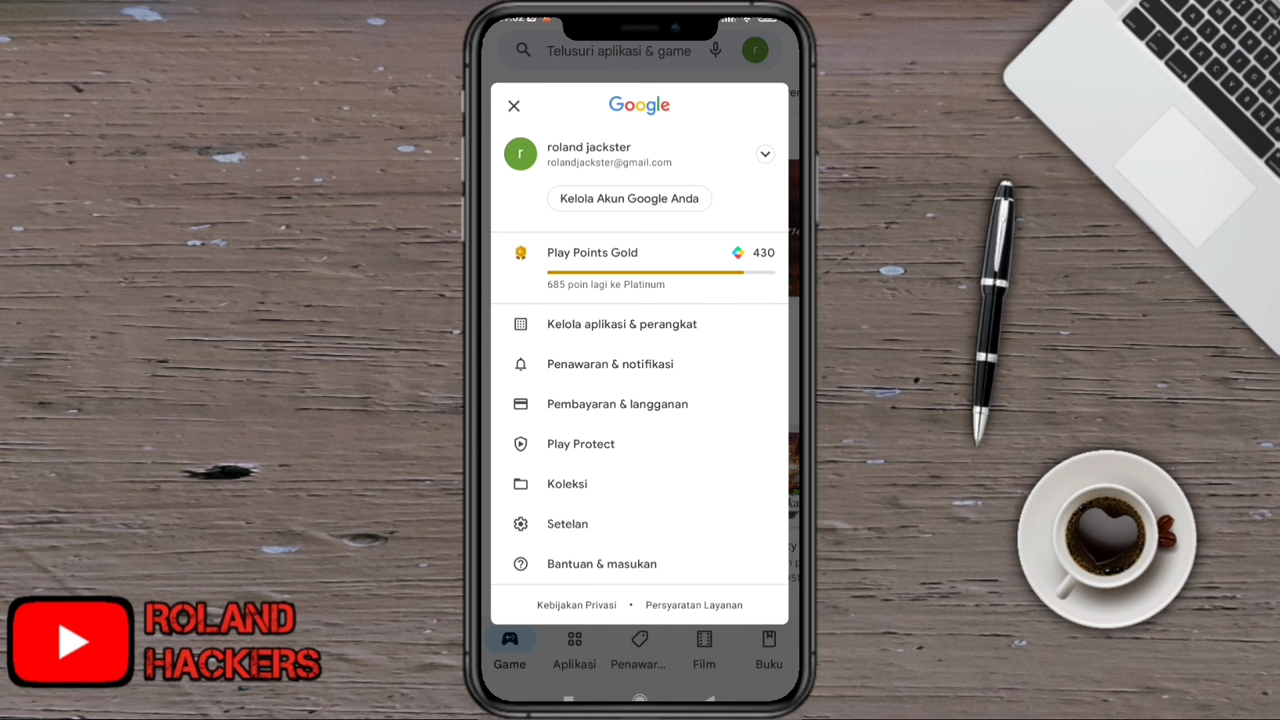 Telusuri aplikasi & game
r
Google
r
roland jackster
rolandjackster@gmail.com
Kelola Akun Google Anda
Play Points Gold
430
685 poin lagi ke Platinum
Kelola aplikasi & perangkat
Penawaran & notifikasi
Pembayaran & langganan
Play Protect
Koleksi
Setelan
Bantuan & masukan
Kebijakan Privasi • Persyaratan Layanan
Game
Aplikasi
Penawar...
Film
Buku
ROLAND
HACKERS